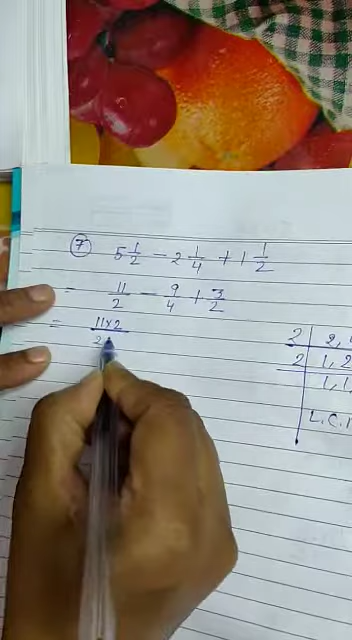 ⑦ 5 1/2 - 2 1/4 + 1 1/2
= 11/2 - 9/4 + 3/2
= 11×2/2
2 | 2,
2 | 1, 2
1, 1,
L.C.